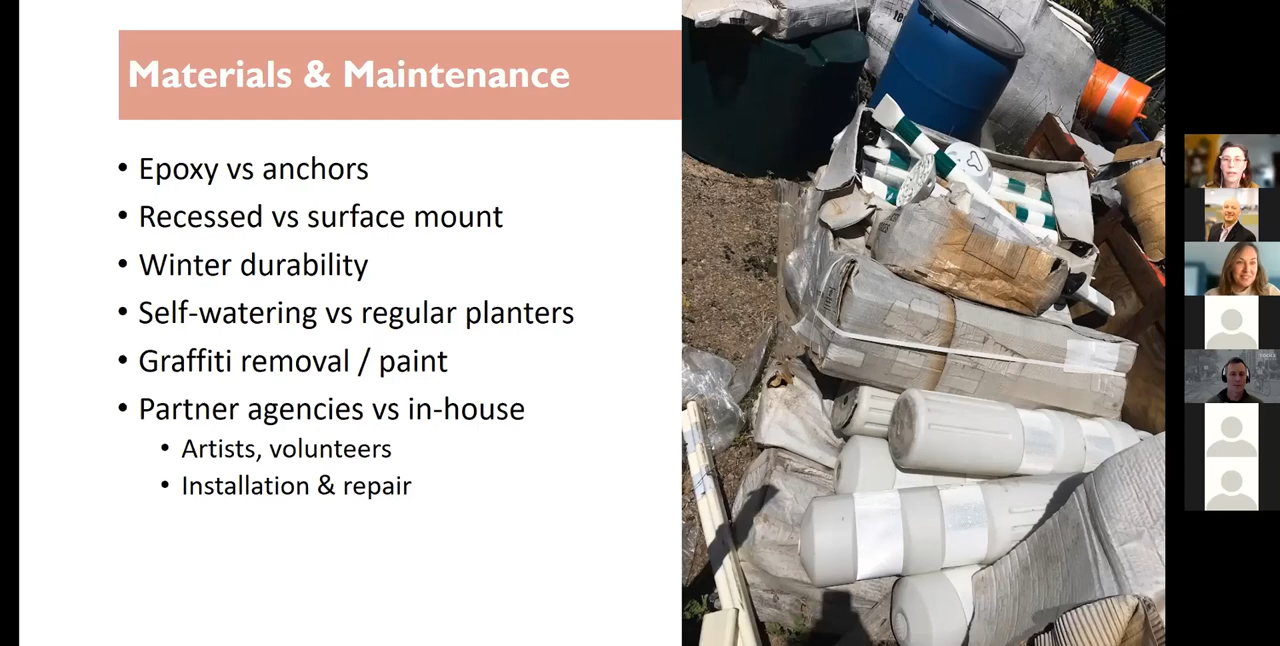 Materials & Maintenance
• Epoxy vs anchors
• Recessed vs surface mount
• Winter durability
• Self-watering vs regular planters
• Graffiti removal / paint
• Partner agencies vs in-house
• Artists, volunteers
• Installation & repair